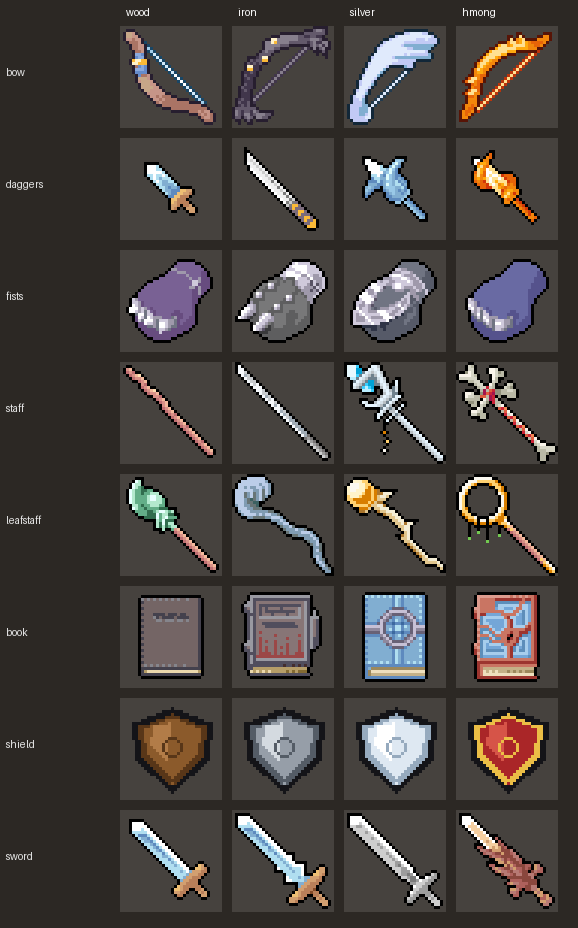 wood iron silver hmong
bow
daggers
fists
staff
leafstaff
book
shield
sword